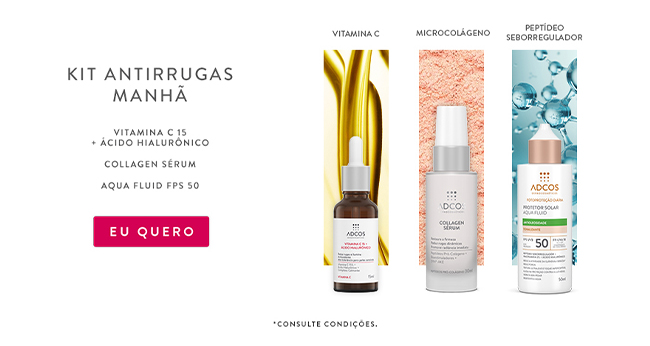 KIT ANTIRRUGAS
MANHÃ
VITAMINA C 15
+ ÁCIDO HIALURÔNICO
COLLAGEN SÉRUM
AQUA FLUID FPS 50
EU QUERO
VITAMINA C
MICROCOLÁGENO
PEPTÍDEO
SEBORREGULADOR
ADCOS
VITAMINA C 15 +
ÁCIDO HIALURÔNICO
VITAMINA C
ADCOS
COLLAGEN
SÉRUM
ADCOS
FOTOPROTEÇÃO DIÁRIA
PROTETOR SOLAR
AQUA FLUID
50
50ml
*CONSULTE CONDIÇÕES.